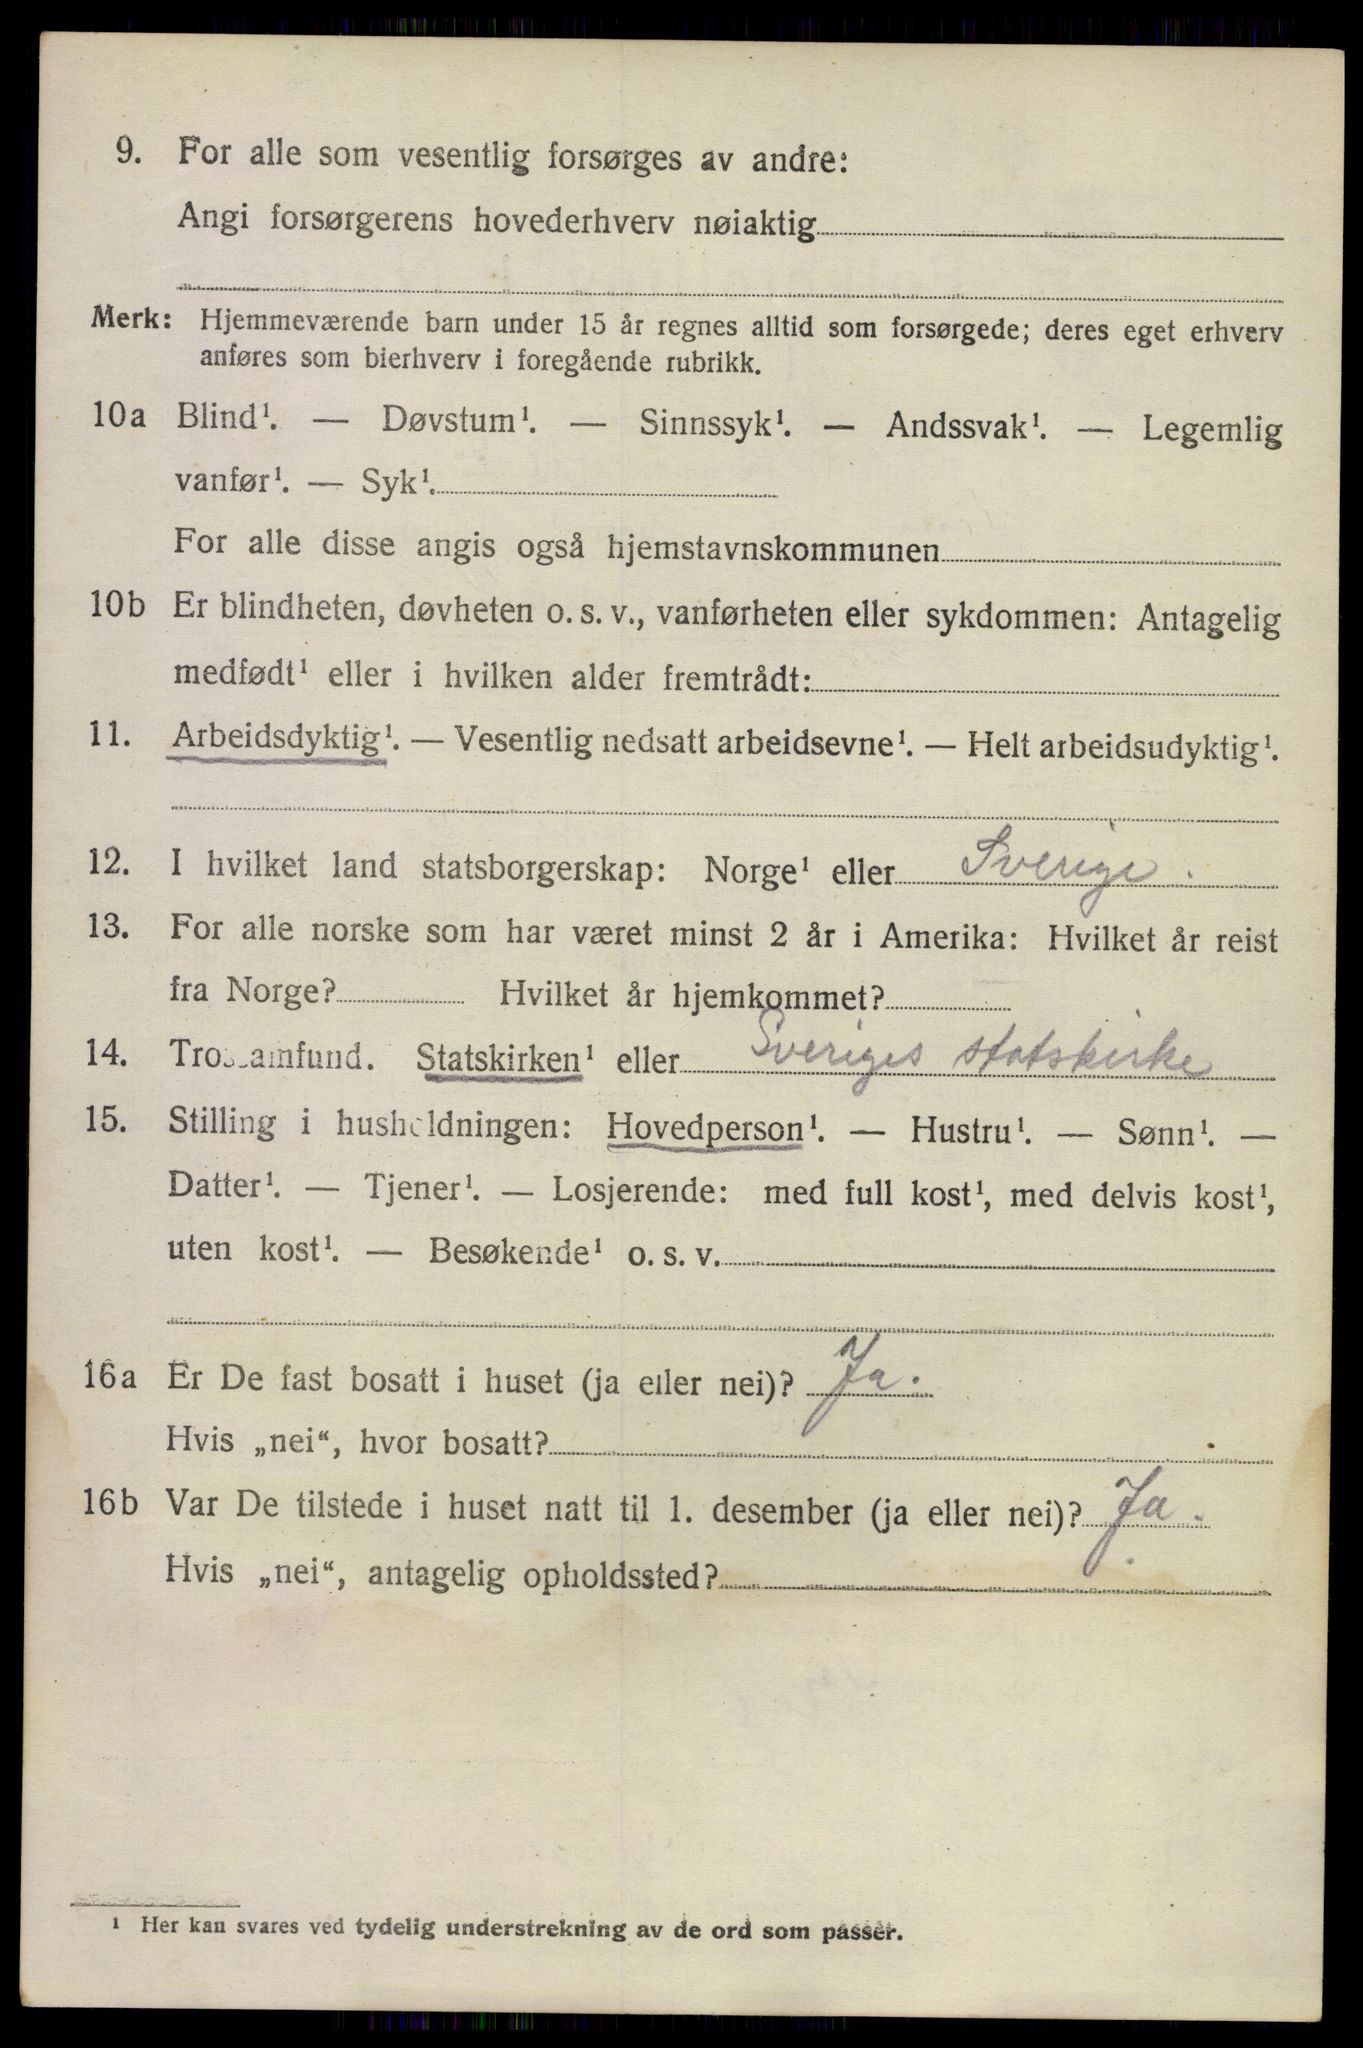 9. For alle som vesentlig forsørges av andre:
Angi forsørgerens hovederhverv nøiaktig
Merk: Hjemmeværende barn under 15 år regnes alltid som forsørgede; deres eget erhverv
anføres som bierhverv i foregående rubrikk.
10a Blind¹. — Døvstum¹. — Sinnssyk¹. — Andssvak¹. — Legemlig
vanfør¹. — Syk¹.
For alle disse angis også hjemstavnskommunen
10b Er blindheten, døvheten o. s. v., vanførheten eller sykdommen: Antagelig
medfødt¹ eller i hvilken alder fremtrådt:
11. Arbeidsdyktig¹. — Vesentlig nedsatt arbeidsevne¹. — Helt arbeidsudyktig¹.
12. I hvilket land statsborgerskap: Norge¹ eller Sverige.
13. For alle norske som har været minst 2 år i Amerika: Hvilket år reist
fra Norge? Hvilket år hjemkommet?
14. Trossamfund. Statskirken¹ eller Sveriges statskirke
15. Stilling i husholdningen: Hovedperson¹. — Hustru¹. — Sønn¹. —
Datter¹. — Tjener¹. — Losjerende: med full kost¹, med delvis kost¹,
uten kost¹. — Besøkende¹ o. s. v.
16a Er De fast bosatt i huset (ja eller nei)? Ja.
Hvis „nei“, hvor bosatt?
16b Var De tilstede i huset natt til 1. desember (ja eller nei)? Ja.
Hvis „nei“, antagelig opholdssted?
¹ Her kan svares ved tydelig understrekning av de ord som passer.